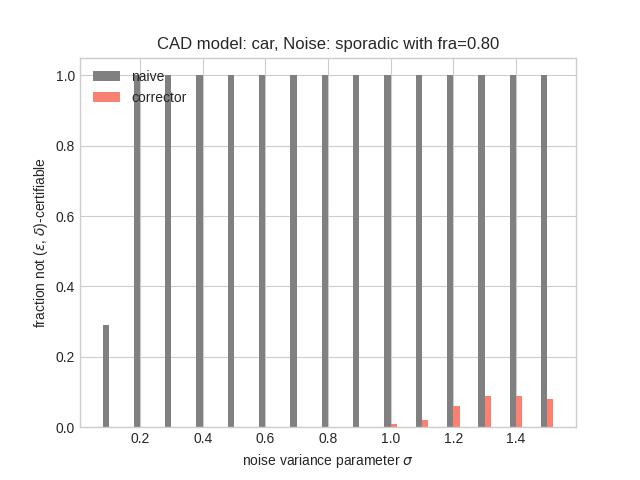 CAD model: car, Noise: sporadic with fra=0.80
fraction not (ε, δ)-certifiable
1.0
0.8
0.6
0.4
0.2
0.0
naive
corrector
0.2 0.4 0.6 0.8 1.0 1.2 1.4
noise variance parameter σ